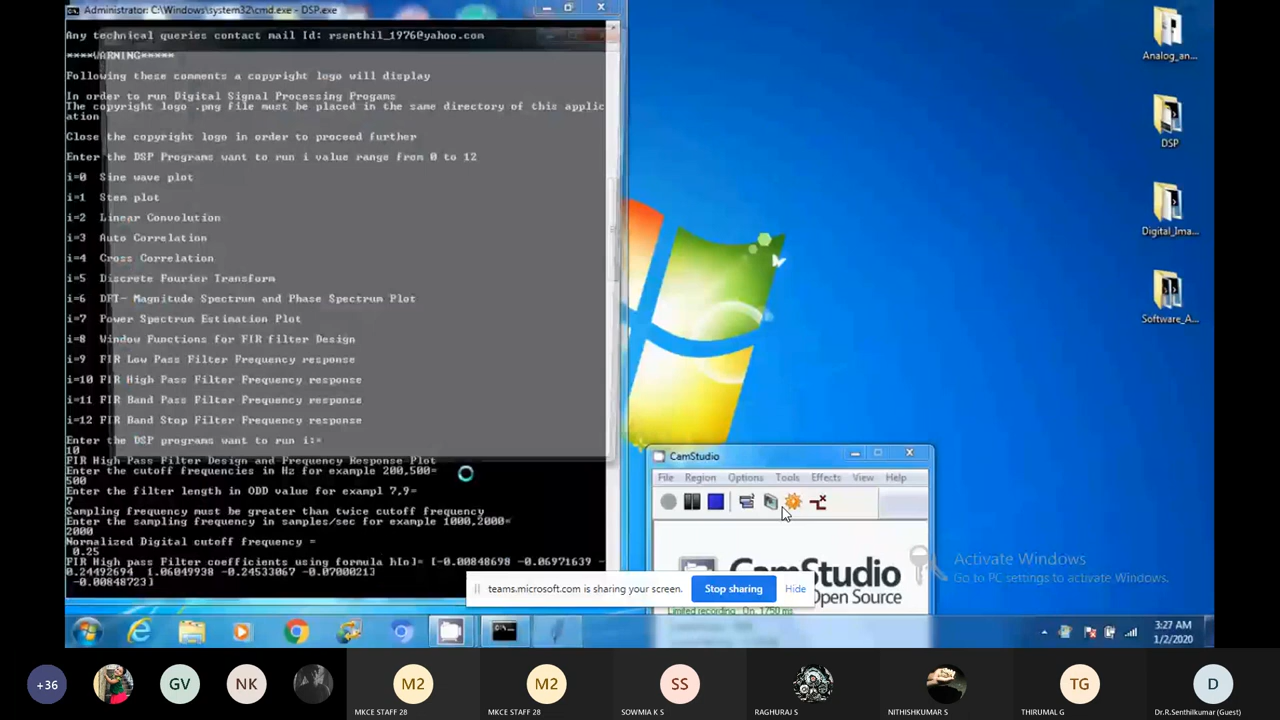 Administrator: C:\Windows\system32\cmd.exe - DSP.exe
Any technical queries contact mail Id: rsenthil_1976@yahoo.com
****WARNING*****
Following these comments a copyright logo will display
In order to run Digital Signal Processing Progams
The copyright logo .png file must be placed in the same directory of this applic
ation
Close the copyright logo in order to proceed further
Enter the DSP Programs want to run i value range from 0 to 12
i=0 Sine wave plot
i=1 Stem plot
i=2 Linear Convolution
i=3 Auto Correlation
i=4 Cross Correlation
i=5 Discrete Fourier Transform
i=6 DFT- Magnitude Spectrum and Phase Spectrum Plot
i=7 Power Spectrum Estimation Plot
i=8 Window Functions for FIR filter Design
i=9 FIR Low Pass Filter Frequency response
i=10 FIR High Pass Filter Frequency response
i=11 FIR Band Pass Filter Frequency response
i=12 FIR Band Stop Filter Frequency response
Enter the DSP programs want to run i:=
10
FIR High Pass Filter Design and Frequency Response Plot
Enter the cutoff frequencies in Hz for example 200,500=
500
Enter the filter length in ODD value for exampl 7,9=
7
Sampling frequency must be greater than twice cutoff frequency
Enter the sampling frequency in samples/sec for example 1000,2000=
2000
Normalized Digital cutoff frequency =
0.25
FIR High pass Filter coefficients using formula h[n]= [-0.00848698 -0.06971639 -
0.24492694 1.06049938 -0.24533067 -0.07000213
-0.00848723]
Analog_an...
DSP
Digital_Ima...
Software_A...
CamStudio
File Region Options Tools Effects View Help
CamStudio
Open Source
Limited recording: On, 1750 ms
Activate Windows
Go to PC settings to activate Windows.
teams.microsoft.com is sharing your screen.
Stop sharing
Hide
3:27 AM
1/2/2020
+36
GV
NK
M2
MKCE STAFF 28
M2
MKCE STAFF 28
SS
SOWMIA K S
RAGHURAJ S
NITHISHKUMAR S
TG
THIRUMAL G
D
Dr.R.Senthilkumar (Guest)